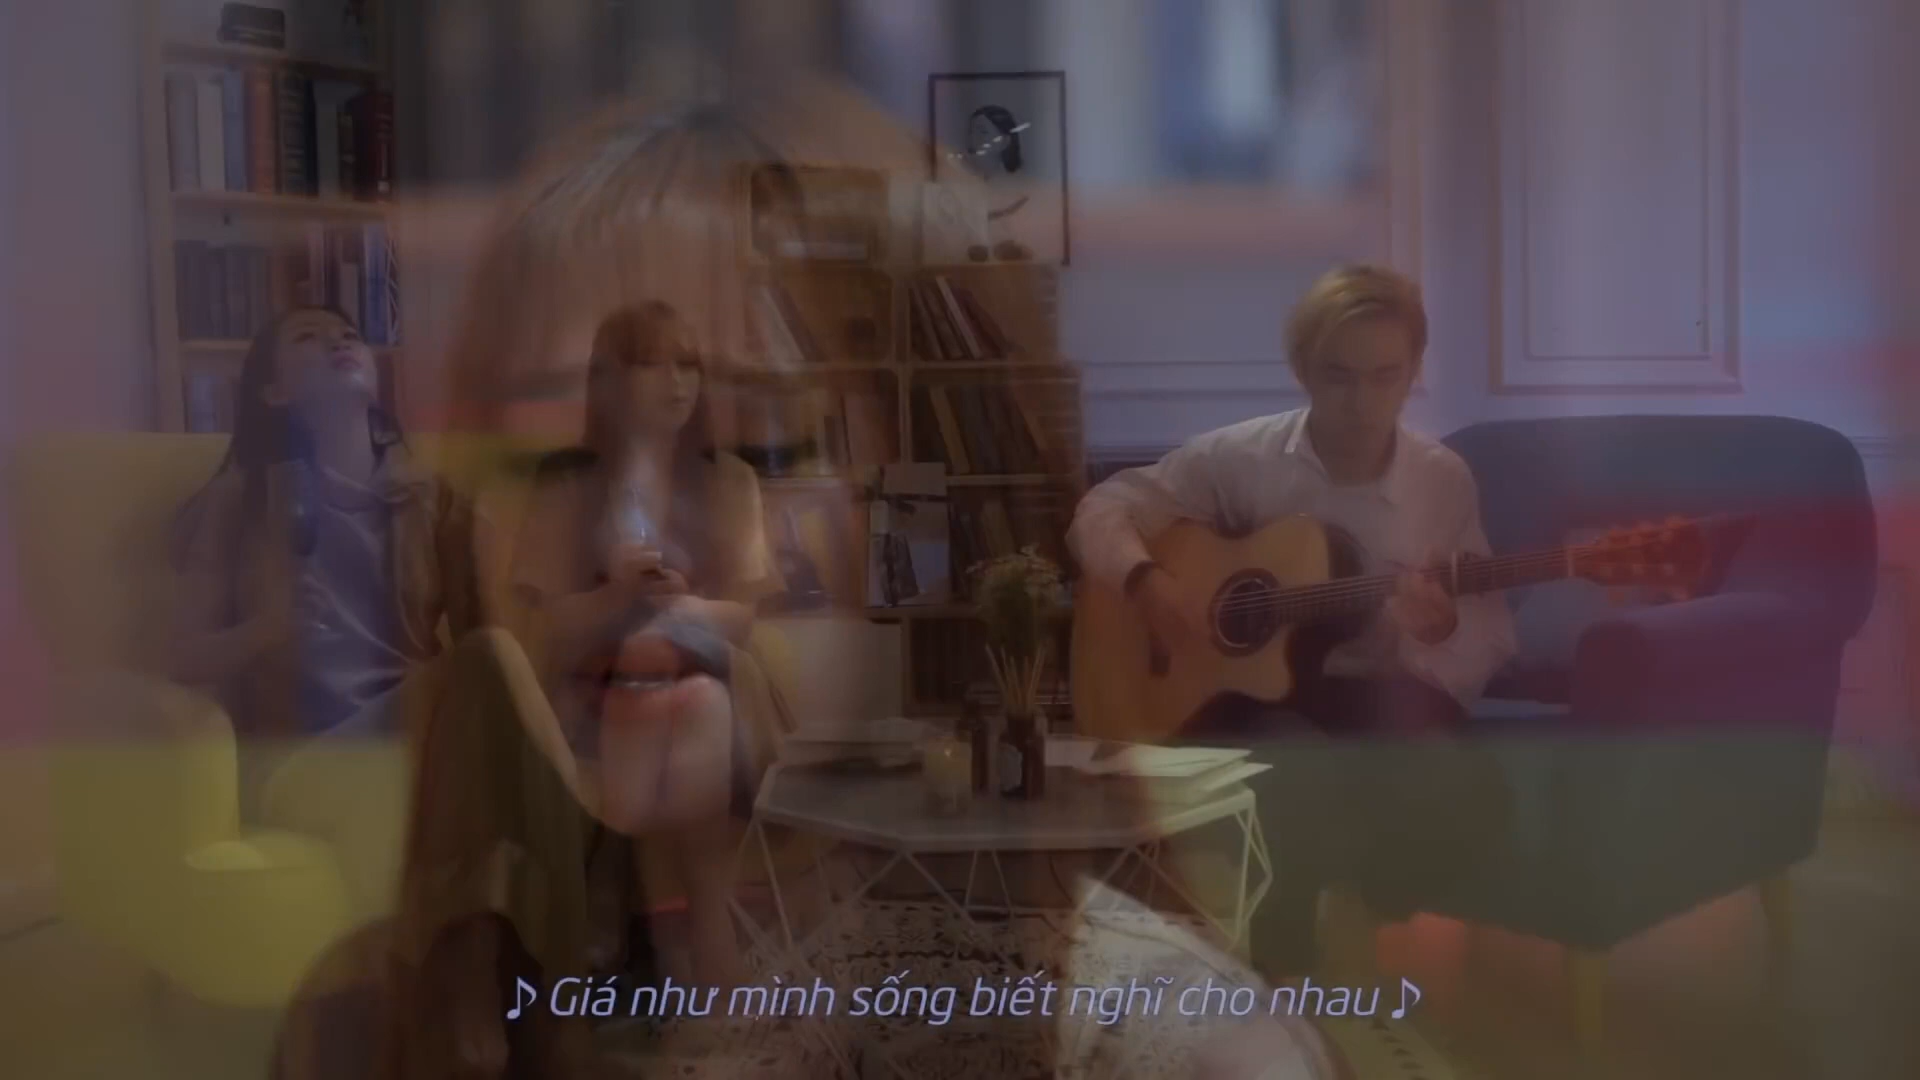 ♪ Giá như mình sống biết nghĩ cho nhau ♪